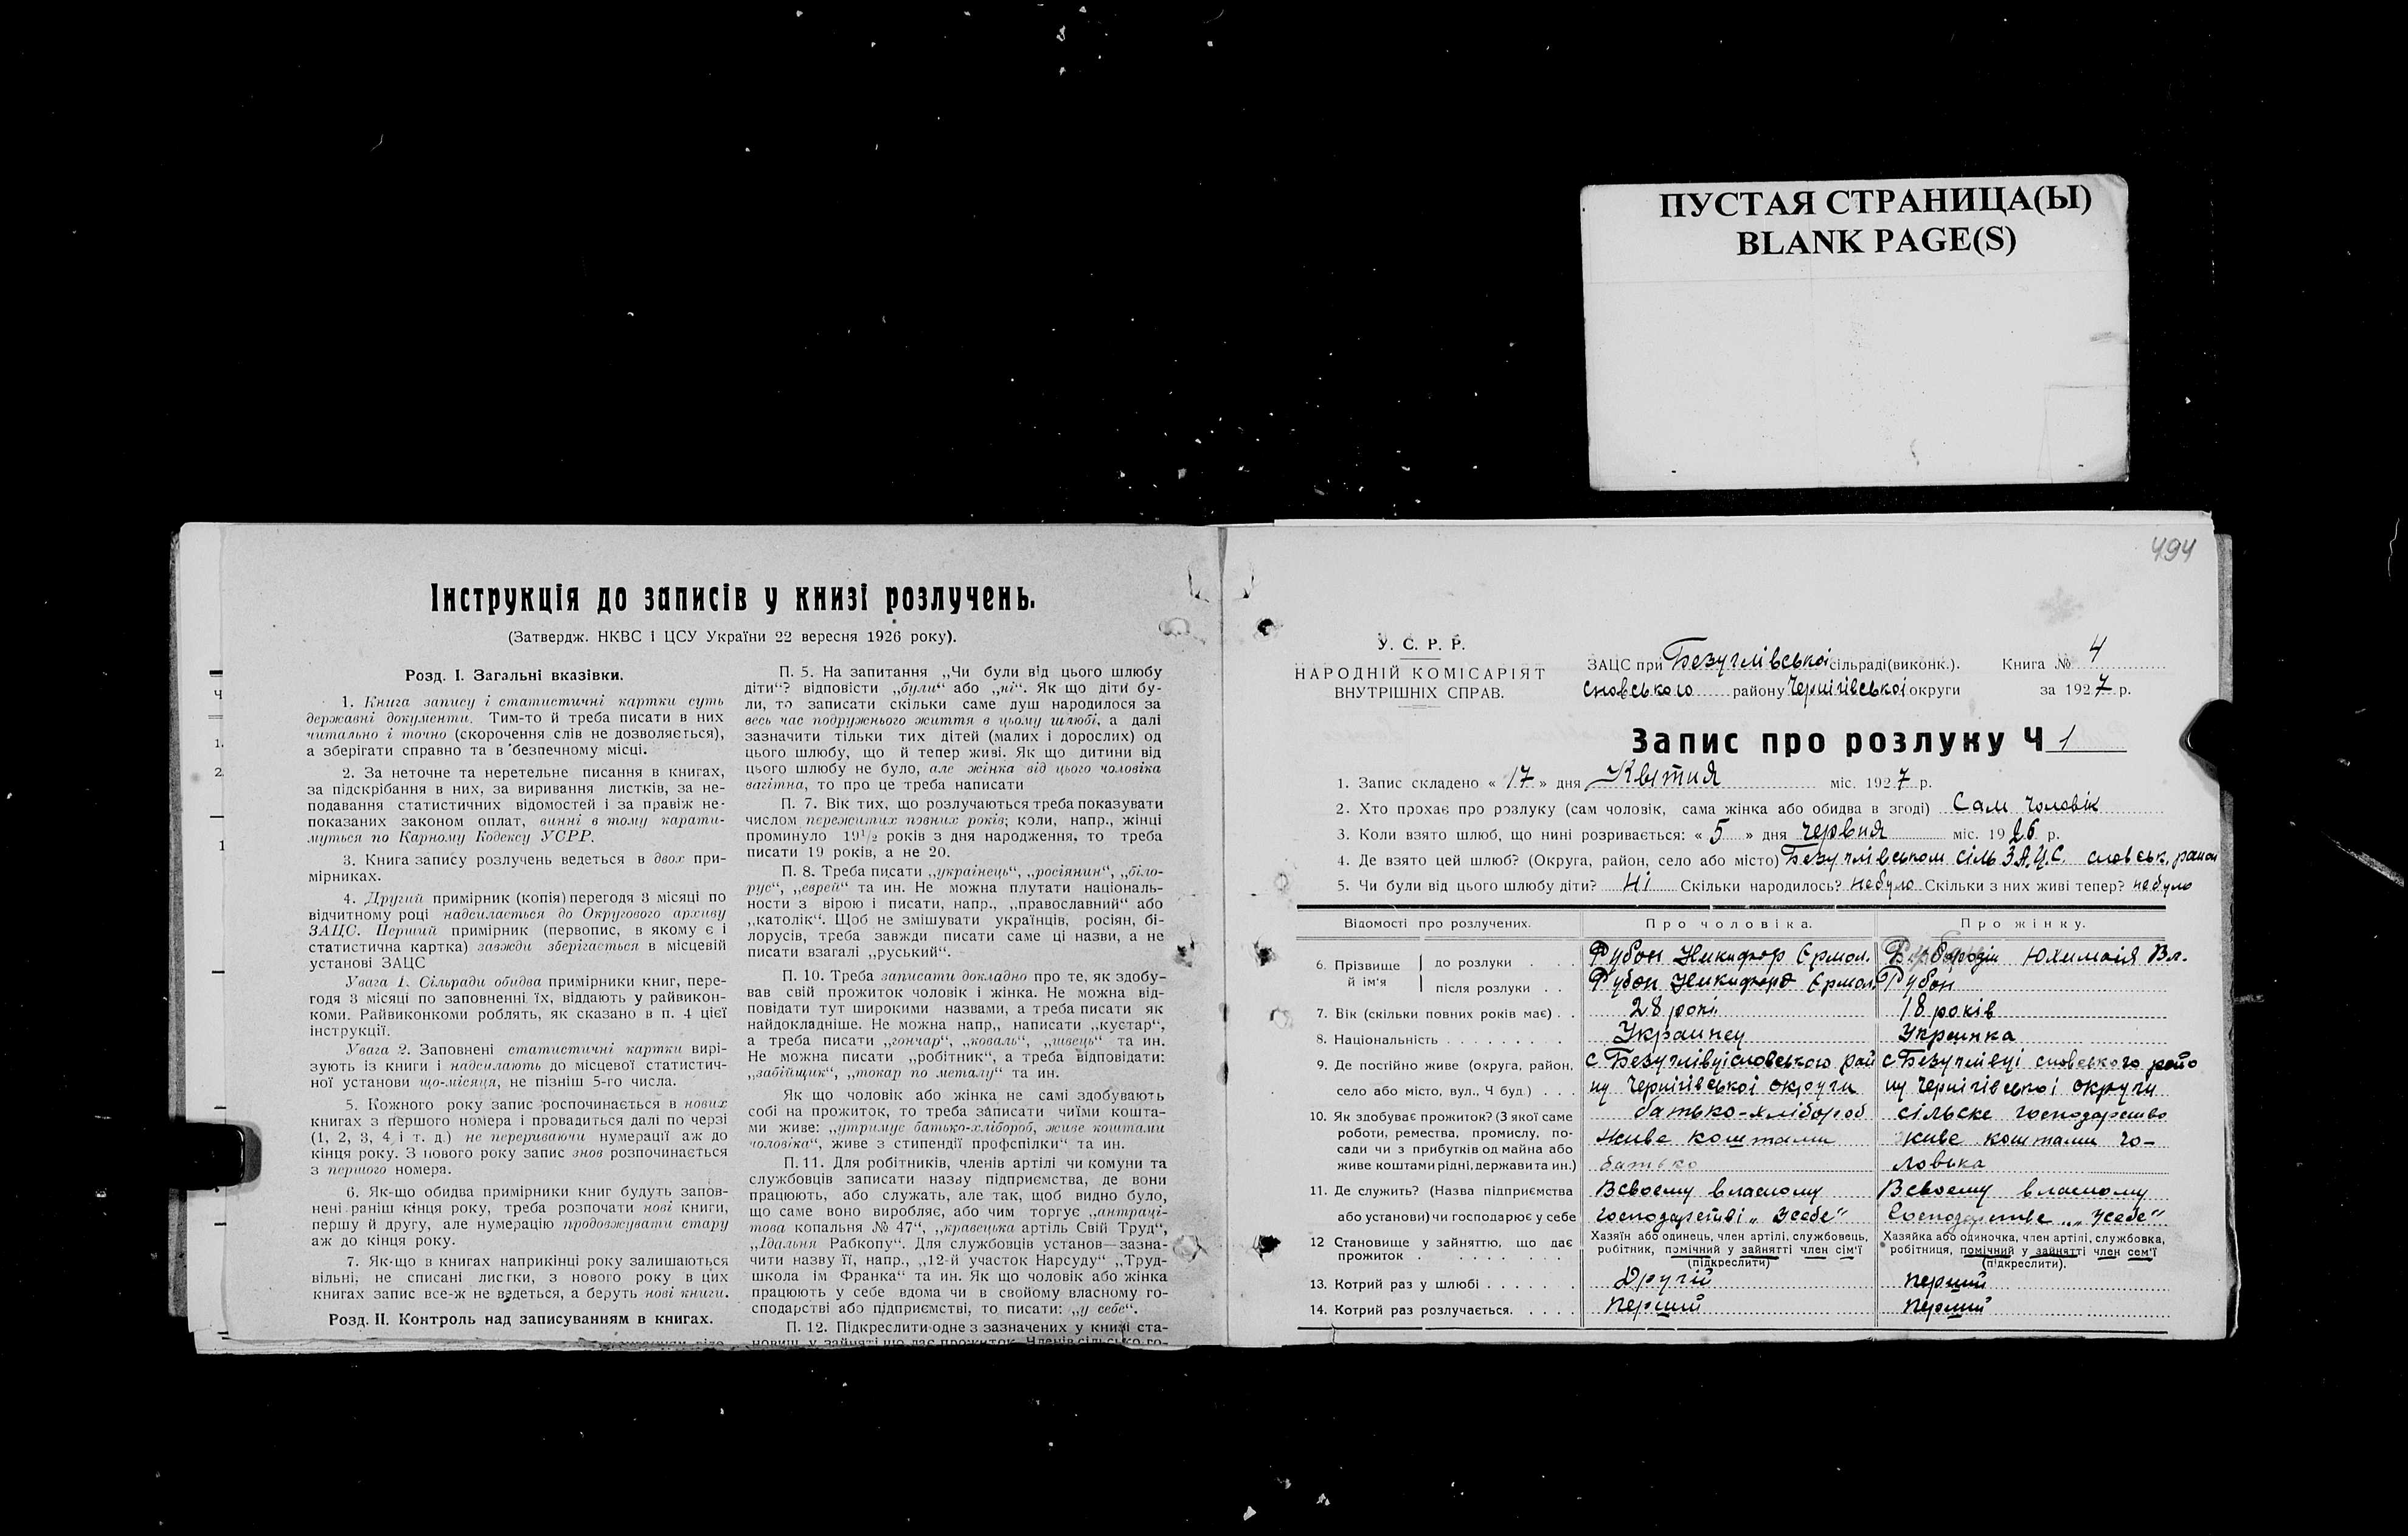 ПУСТАЯ СТРАНИЦА(Ы)
BLANK PAGE(S)
Інструкція до записів у книзі розлучень.
(Затвердж. НКВС і ЦСУ України 22 вересня 1926 року).
Розд. І. Загальні вказівки.
1. Книга запису і статистичні картки суть
державні документи. Тим-то й треба писати в них
читально і точно (скорочення слів не дозволяється),
а зберігати справно та в безпечному місці.
2. За неточне та неретельне писання в книгах,
за підскрібання в них, за виривання листків, за не-
подавання статистичних відомостей і за правіж не-
показаних законом оплат, винні в тому карати-
муться по Карному Кодексу УСРР.
3. Книга запису розлучень ведеться в двох при-
мірниках.
4. Другий примірник (копія) перегодя 3 місяці по
відчитному році надсилається до Округового архиву
ЗАЦС. Перший примірник (первопис, в якому є і
статистична картка) завжди зберігається в місцевій
установі ЗАЦС
Увага 1. Сільради обидва примірники книг, пере-
годя 3 місяці по заповненні їх, віддають у райвикон-
коми. Райвиконкоми роблять, як сказано в п. 4 цієї
інструкції.
Увага 2. Заповнені статистичні картки вирі-
зують із книги і надсилають до місцевої статистич-
ної установи що-місяця, не пізніш 5-го числа.
5. Кожного року запис роспочинається в нових
книгах з першого номера і провадиться далі по черзі
(1, 2, 3, 4 і т. д.) не перериваючи нумерації аж до
кінця року. З нового року запис знов розпочинається
з першого номера.
6. Як-що обидва примірники книг будуть запов-
нені раніш кінця року, треба розпочати нові книги,
першу й другу, але нумерацію продовжувати стару
аж до кінця року.
7. Як-що в книгах наприкінці року залишаються
вільні, не списані листки, з нового року в цих
книгах запис все-ж не ведеться, а беруть нові книги.
Розд. ІІ. Контроль над записуванням в книгах.
П. 5. На запитання „Чи були від цього шлюбу
діти“? відповісти „були“ або „ні“. Як що діти бу-
ли, то записати скільки саме душ народилося за
весь час подружнього життя в цьому шлюбі, а далі
зазначити тільки тих дітей (малих і дорослих) од
цього шлюбу, що й тепер живі. Як що дитини від
цього шлюбу не було, але жінка від цього чоловіка
вагітна, то про це треба написати
П. 7. Вік тих, що розлучаються треба показувати
числом пережитих повних років; коли, напр., жінці
проминуло 19½ років з дня народження, то треба
писати 19 років, а не 20.
П. 8. Треба писати „українець“, „росіянин“, „біло-
рус“, „еврей“ та ин. Не можна плутати національ-
ности з вірою і писати, напр., „православний“ або
„католік“. Щоб не змішувати українців, росіян, бі-
лорусів, треба завжди писати саме ці назви, а не
писати взагалі „руський“.
П. 10. Треба записати докладно про те, як здобу-
вав свій прожиток чоловік і жінка. Не можна від-
повідати тут широкими назвами, а треба писати як
найдокладніше. Не можна напр., написати „кустар“,
а треба писати „гончар“, „коваль“, „швець“ та ин.
Не можна писати „робітник“, а треба відповідати:
„забійщик“, „токар по металу“ та ин.
Як що чоловік або жінка не самі здобувають
собі на прожиток, то треба записати чиїми кошта-
ми живе: „утримує батько-хлібороб, живе коштами
чоловіка“, живе з стипендії профспілки“ та ин.
П. 11. Для робітників, членів артілі чи комуни та
службовців записати назву підприємства, де вони
працюють, або служать, але так, щоб видно було,
що саме воно виробляє, або чим торгує „антраці-
това копальня № 47“, „кравецька артіль Свій Труд“,
„Їдальня Рабкопу“. Для службовців установ—зазна-
чити назву її, напр., „12-й участок Нарсуду“ „Труд-
школа ім Франка“ та ин. Як що чоловік або жінка
працюють у себе вдома чи в свойому власному го-
сподарстві або підприємстві, то писати: „у себе“.
П. 12. Підкреслити одне з зазначених у книзі ста-
новищ у зайняті що дає прожиток. Членів сільсько го-
494
У. С. Р. Р.
НАРОДНІЙ КОМІСАРІЯТ
ВНУТРІШНІХ СПРАВ.
ЗАЦС при Безуглівської сільраді (виконк.). Книга № 4
сновського району Чернігівської округи за 1927 р.
Запис про розлуку Ч 1
1. Запис складено « 17 » дня Квітня міс. 1927 р.
2. Хто прохає про розлуку (сам чоловік, сама жінка або обидва в згоді) Сам чоловік
3. Коли взято шлюб, що нині розривається: « 5 » дня червня міс. 1926 р.
4. Де взято цей шлюб? (Округа, район, село або місто) Безуглівськом сіль З.А.Ц.С. сновськ. район
5. Чи були від цього шлюбу діти? Ні Скільки народилось? небуло Скільки з них живі тепер? небуло
Відомості про розлучених. Про чоловіка. Про жінку.
6. Прізвище й ім'я до розлуки Рубон Никифор Єрмол. Юхимація Вл.
після розлуки Рубон Никифор Єрмол. Рубон
7. Вік (скільки повних років має) 28 рокі 18 років
8. Національність Украинец Украинка
9. Де постійно живе (округа, район, с Безуглівці сновського рай с Безуглівці сновського райо
село або місто, вул., Ч буд.) ну Чернігівської округи ну Чернігівської округи
10. Як здобуває прожиток? (З якої саме батько-хлібороб сільске господарство
роботи, ремества, промислу, по- живе коштами живе коштами чо-
сади чи з прибутків од майна або батько ловіка
живе коштами рідні, держави та ин.)
11. Де служить? (Назва підприємства Всвоєму власному Всвоєму власному
або установи) чи господарює у себе господарстві „Усебе“ Господарстве „Усебе“
12 Становище у зайняттю, що дає Хазяїн або одинець, член артілі, службовець, Хазяйка або одиночка, член артілі, службовка,
прожиток робітник, помічний у зайнятті член сім'ї робітниця, помічний у зайнятті член сем'ї
(підкреслити) (підкреслити).
13. Котрий раз у шлюбі Другій перший
14. Котрий раз розлучається. перший перший